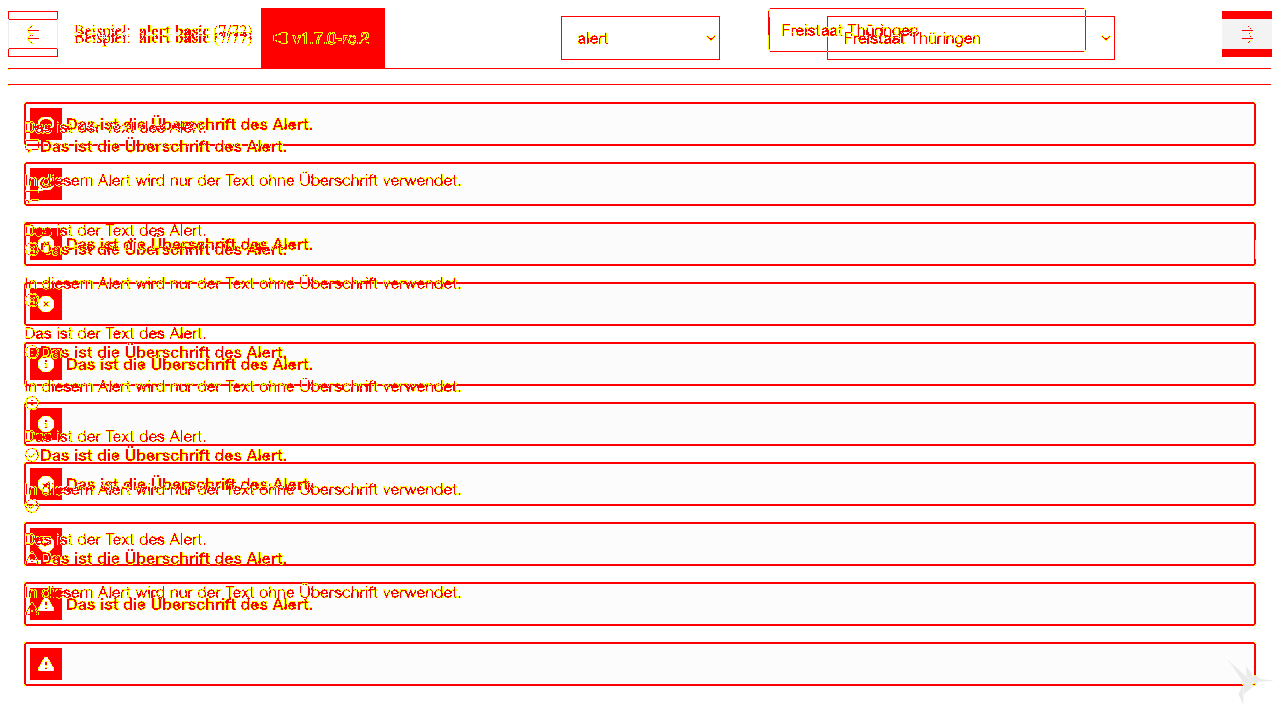 Beispiel: alert basic
v1.7.0-rc.2
alert
Freistaat Thüringen
Freistaat Thüringen
Das ist die Überschrift des Alert.
Das ist der Text des Alert.
Das ist die Überschrift des Alert.
In diesem Alert wird nur der Text ohne Überschrift verwendet.
Das ist der Text des Alert.
Das ist die Überschrift des Alert.
Das ist die Überschrift des Alert.
In diesem Alert wird nur der Text ohne Überschrift verwendet.
Das ist der Text des Alert.
Das ist die Überschrift des Alert.
Das ist die Überschrift des Alert.
In diesem Alert wird nur der Text ohne Überschrift verwendet.
Das ist der Text des Alert.
Das ist die Überschrift des Alert.
Das ist die Überschrift des Alert.
In diesem Alert wird nur der Text ohne Überschrift verwendet.
Das ist der Text des Alert.
Das ist die Überschrift des Alert.
In diesem Alert wird nur der Text ohne Überschrift verwendet.
Das ist die Überschrift des Alert.